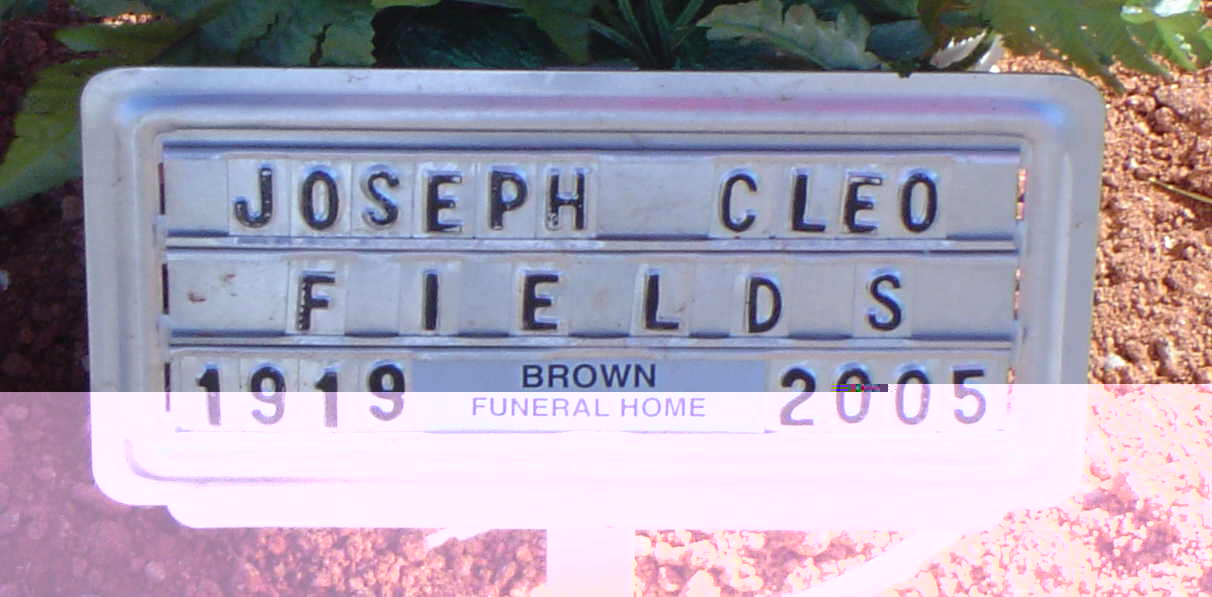 JOSEPH CLEO
FIELDS
1919 BROWN 2005
FUNERAL HOME